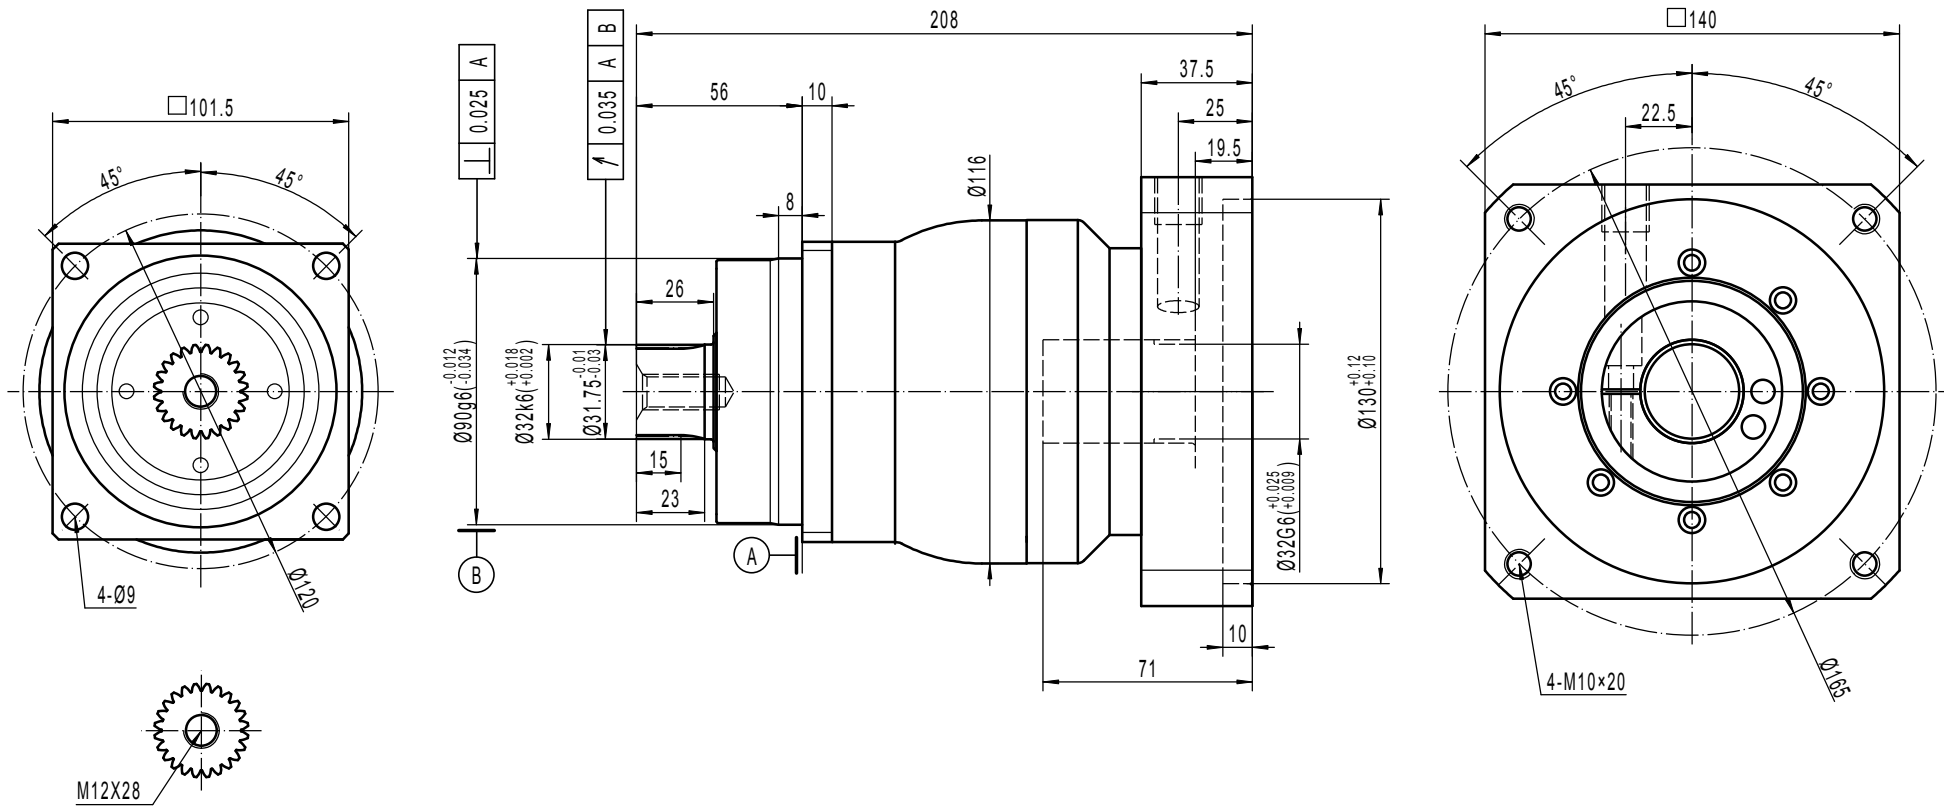 □101.5
45°
45°
4-Ø9
Ø120
M12X28
⊥ 0.025 A
↗ 0.035 A B
208
56
10
37.5
25
19.5
8
Ø116
26
Ø90g6(-0.012 -0.034)
Ø32k6(+0.018 +0.002)
Ø31.75-0.01 -0.03
15
23
A
B
Ø32G6(+0.025 +0.009)
Ø130+0.12 +0.10
10
71
□140
45°
45°
22.5
4-M10×20
Ø165